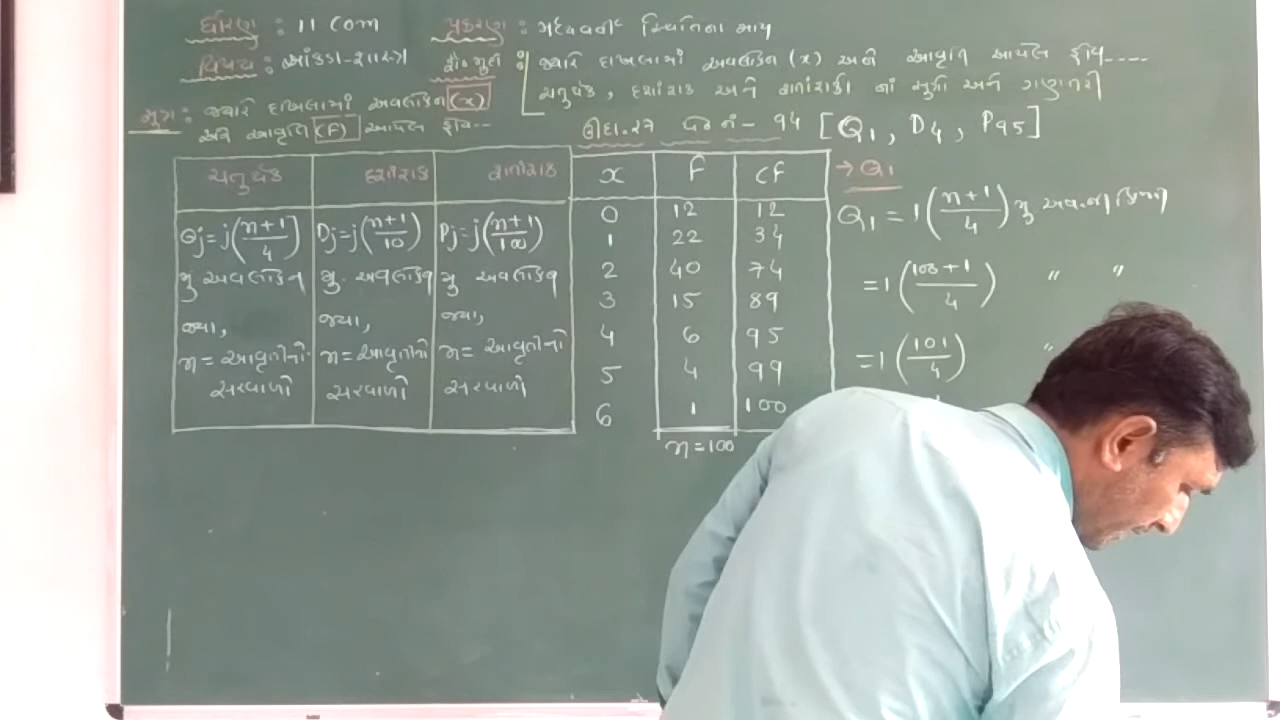 ધોરણ : 11 com પ્રકરણ : મધ્યવર્તી સ્થિતિના માપ
વિષય : આંકડા-શાસ્ત્ર જ્યારે દાખલામાં અવલોકન (x) અને આવૃત્તિ આપેલ હોય ----
ચતુર્થક, દશાંશક અને શતાંશકો નાં સુત્રો અને ગણતરી
સુત્ર : જ્યારે દાખલામાં અવલોકન (x)
અને આવૃત્તિ (F) આપેલ હોય --
ઉદા. 27 પેજ નં - 94 [Q1, D4, P95]
ચતુર્થક દશાંશક શતાંશક
Qj = j(n+1/4) Dj = j(n+1/10) Pj = j(n+1/100)
મું અવલોકન મું અવલોકન મું અવલોકન
જ્યા, જ્યા, જ્યા,
n = આવૃત્તિનો n = આવૃત્તિનો n = આવૃત્તિનો
સરવાળો સરવાળો સરવાળો
x F CF
0 12 12
1 22 34
2 40 74
3 15 89
4 6 95
5 4 99
6 1 100
n = 100
→ Q1
Q1 = 1(n+1/4) મું
= 1(100+1/4) " "
= 1(101/4) "